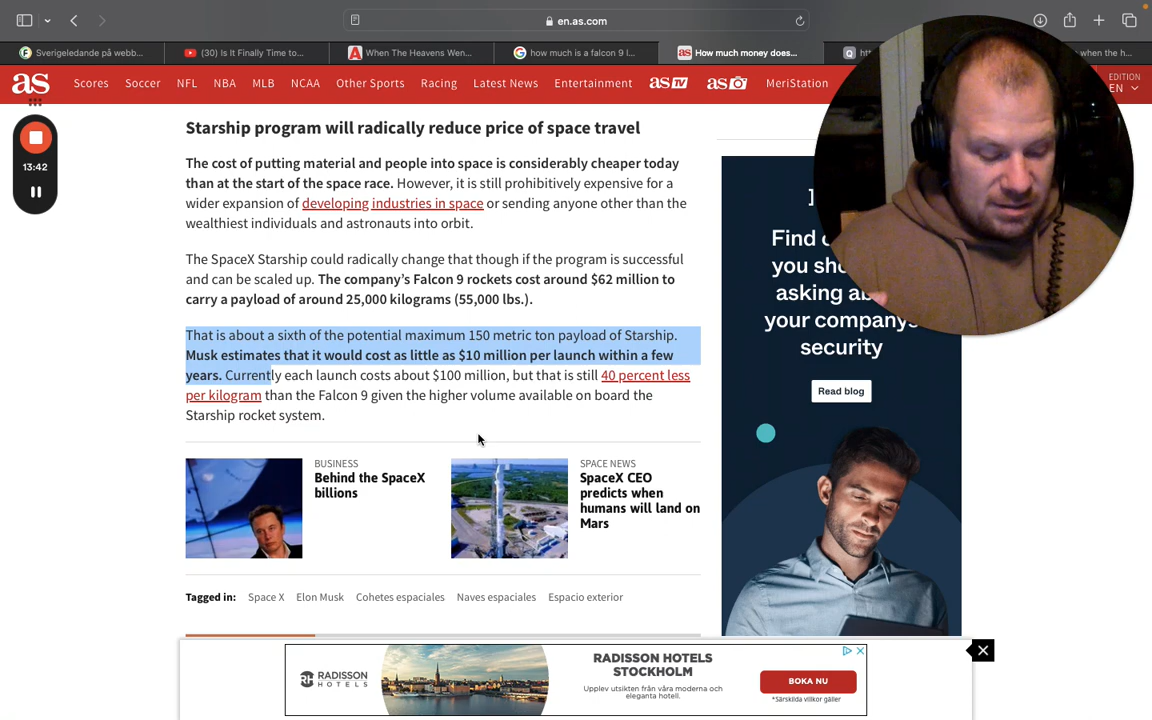 en.as.com
Sverigeledande på webb...
(30) Is It Finally Time to...
When The Heavens Wen...
how much is a falcon 9 l...
as How much money does...
when the h...
as
Scores Soccer NFL NBA MLB NCAA Other Sports Racing Latest News Entertainment as TV as MeriStation
EDITION
EN
13:42
Starship program will radically reduce price of space travel
The cost of putting material and people into space is considerably cheaper today
than at the start of the space race. However, it is still prohibitively expensive for a
wider expansion of developing industries in space or sending anyone other than the
wealthiest individuals and astronauts into orbit.
The SpaceX Starship could radically change that though if the program is successful
and can be scaled up. The company's Falcon 9 rockets cost around $62 million to
carry a payload of around 25,000 kilograms (55,000 lbs.).
That is about a sixth of the potential maximum 150 metric ton payload of Starship.
Musk estimates that it would cost as little as $10 million per launch within a few
years. Currently each launch costs about $100 million, but that is still 40 percent less
per kilogram than the Falcon 9 given the higher volume available on board the
Starship rocket system.
BUSINESS
Behind the SpaceX
billions
SPACE NEWS
SpaceX CEO
predicts when
humans will land on
Mars
Tagged in: Space X Elon Musk Cohetes espaciales Naves espaciales Espacio exterior
Find
you sho
asking ab
your company's
security
Read blog
RADISSON
HOTELS
RADISSON HOTELS
STOCKHOLM
Upplev utsikten från våra moderna och
eleganta hotell.
BOKA NU
*Särskilda villkor gäller